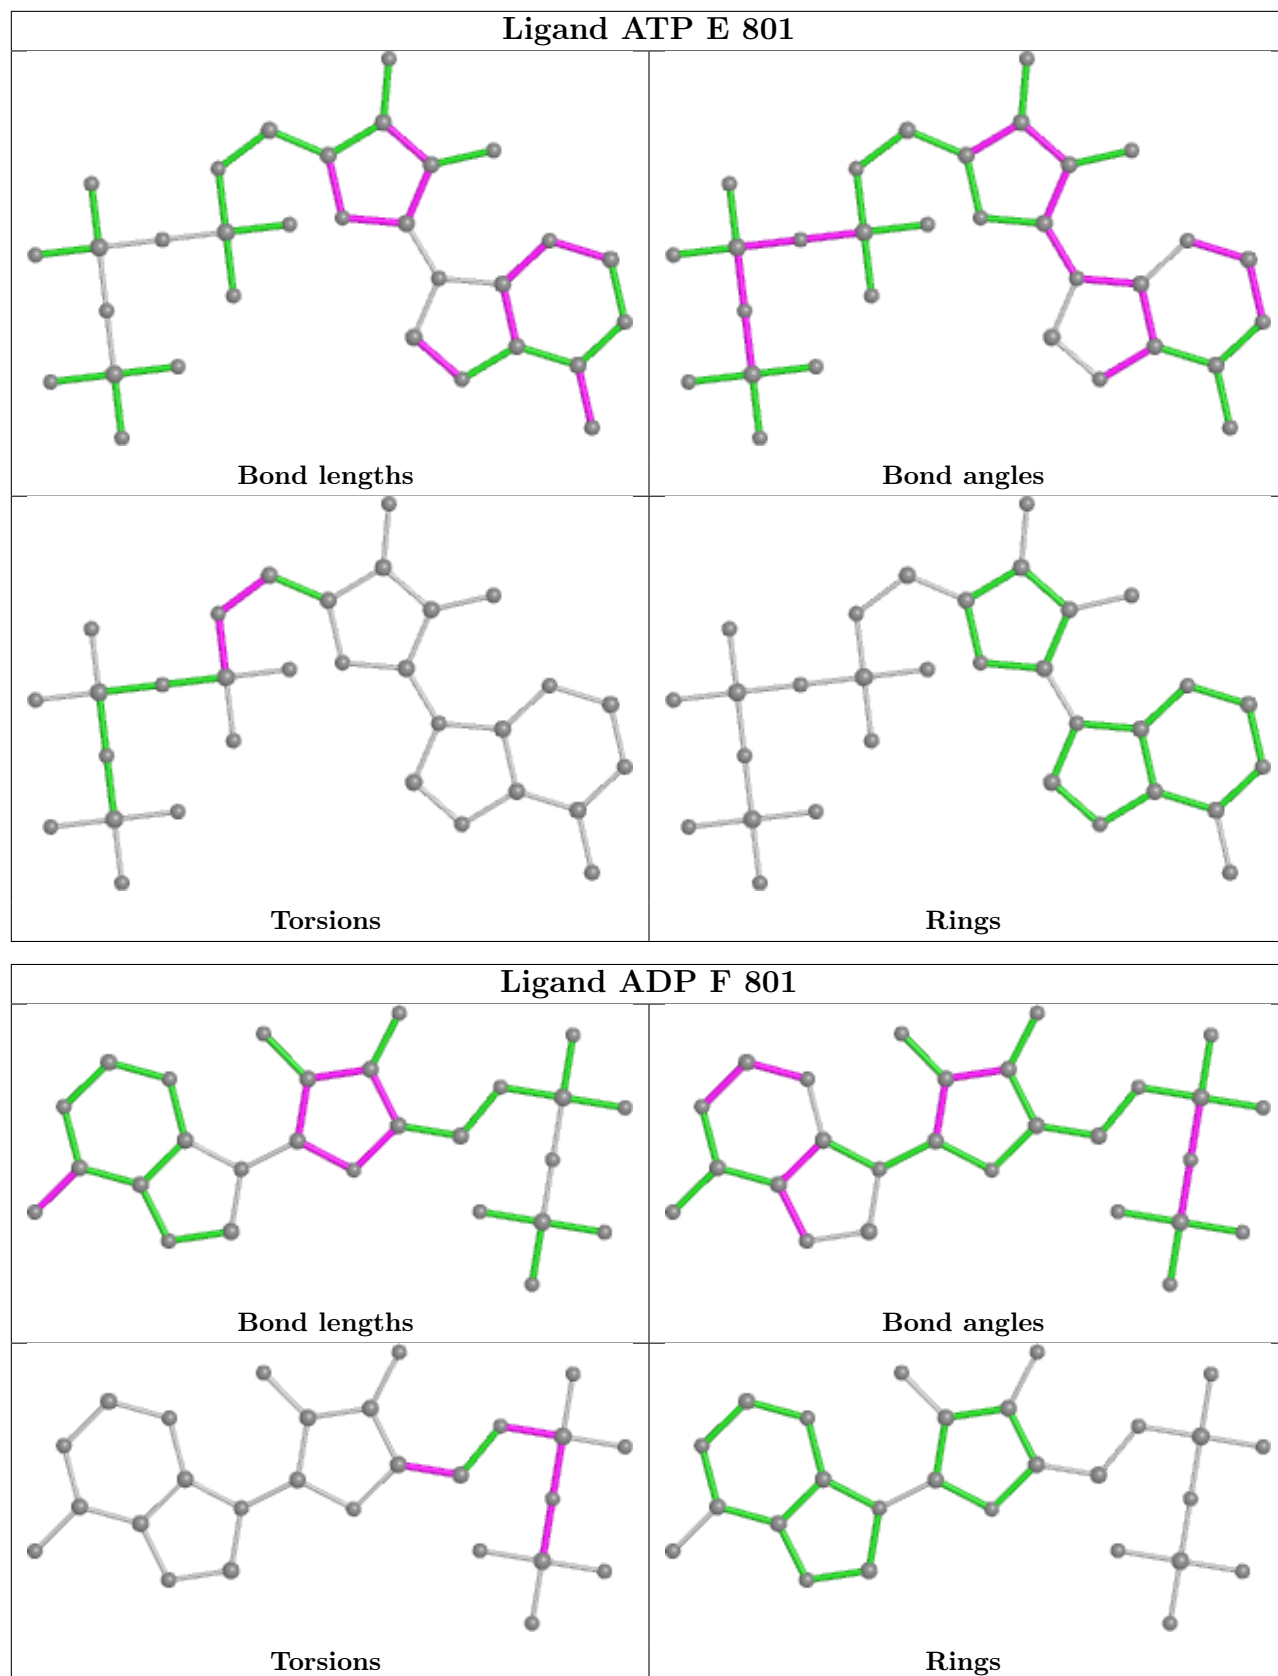 Ligand ATP E 801
Bond lengths
Bond angles
Torsions
Rings
Ligand ADP F 801
Bond lengths
Bond angles
Torsions
Rings